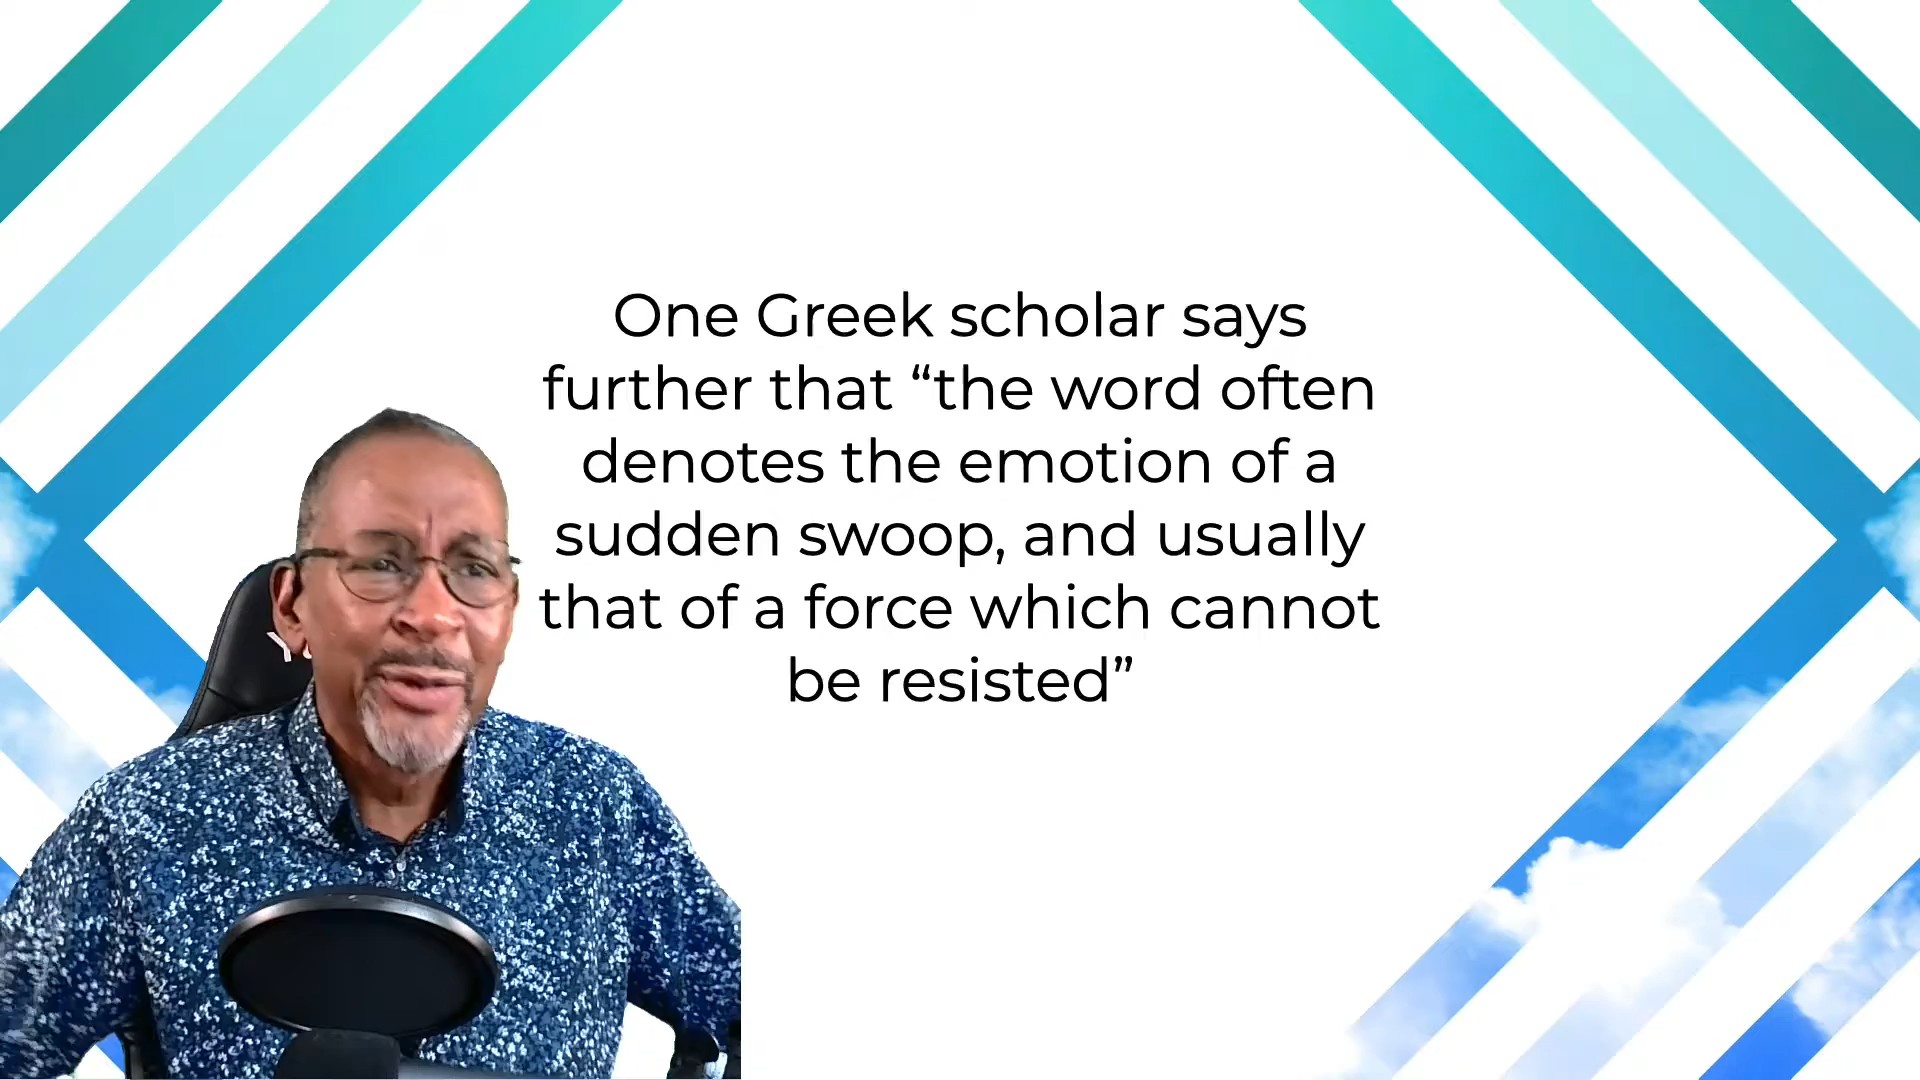 One Greek scholar says
further that “the word often
denotes the emotion of a
sudden swoop, and usually
that of a force which cannot
be resisted”